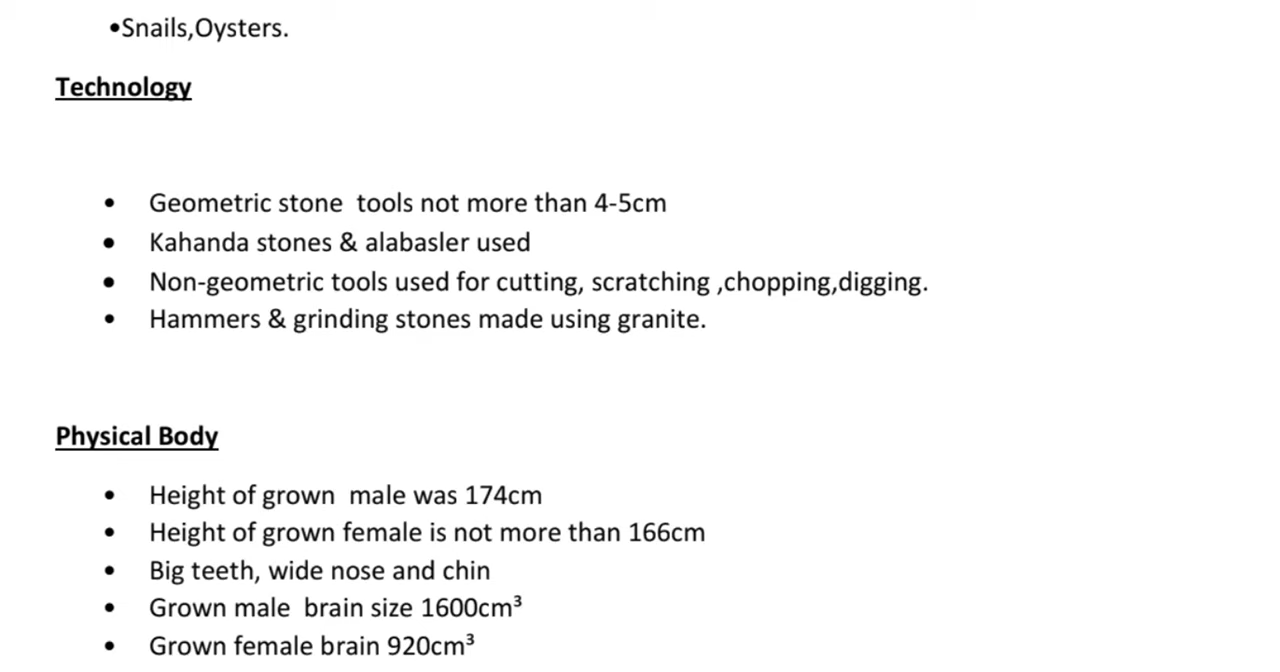 •Snails,Oysters.
Technology
• Geometric stone  tools not more than 4-5cm
• Kahanda stones & alabasler used
• Non-geometric tools used for cutting, scratching ,chopping,digging.
• Hammers & grinding stones made using granite.
Physical Body
• Height of grown  male was 174cm
• Height of grown female is not more than 166cm
• Big teeth, wide nose and chin
• Grown male  brain size 1600cm³
• Grown female brain 920cm³